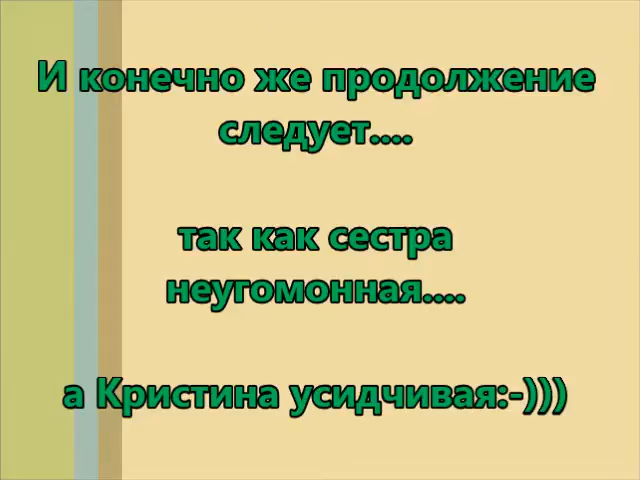 И конечно же продолжение
следует....
так как сестра
неугомонная....
а Кристина усидчивая:-)))